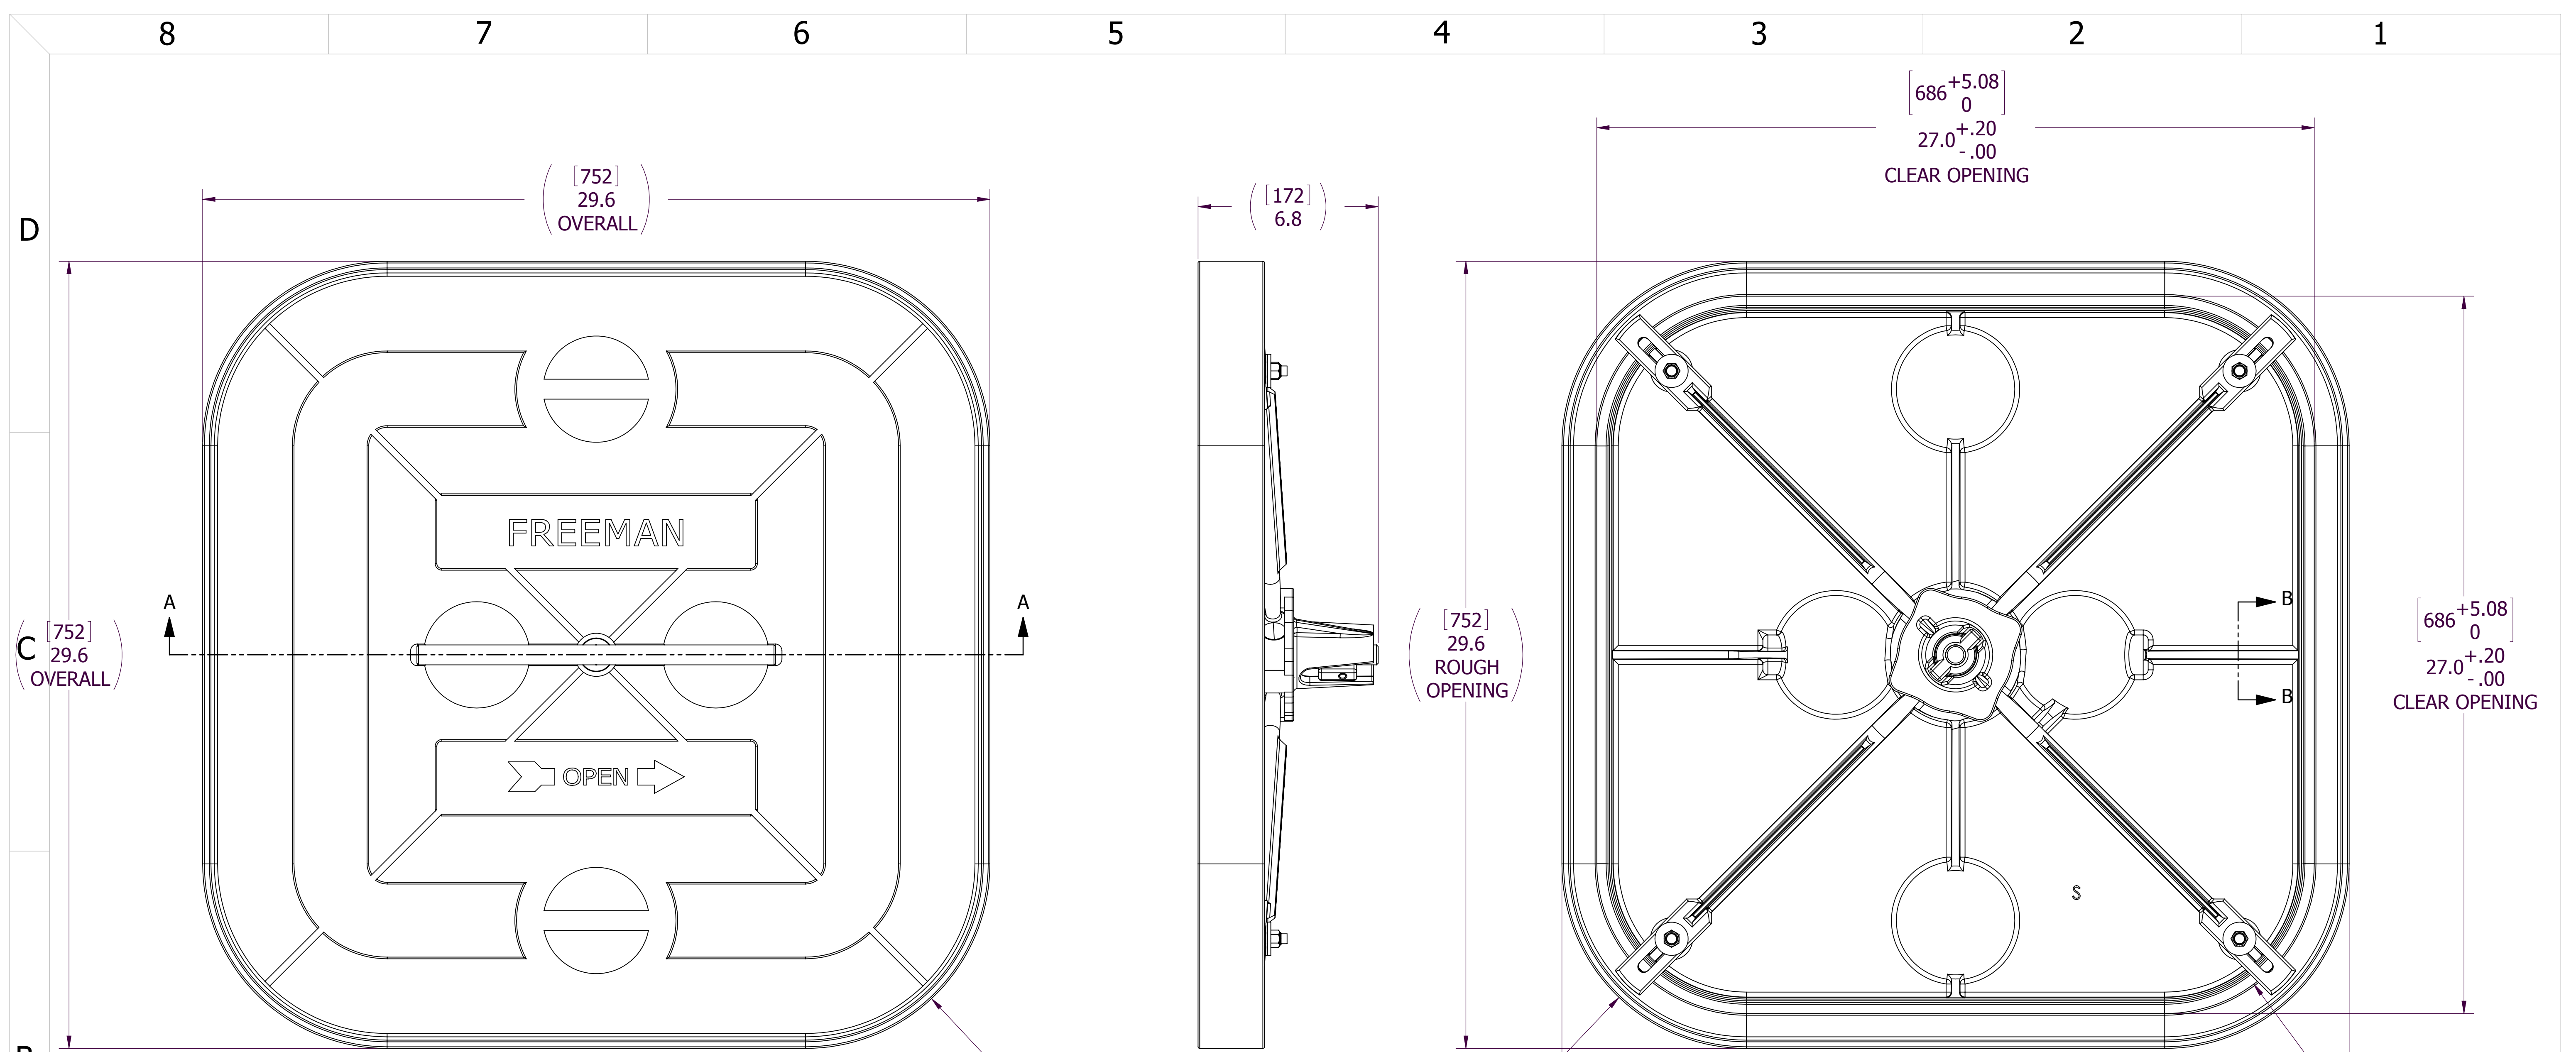 8 7 6 5 4 3 2 1
D
C
B
[752]
29.6
OVERALL
[172]
6.8
[686 +5.08
0]
27.0 +.20
- .00
CLEAR OPENING
[752]
29.6
OVERALL
FREEMAN
A A
OPEN
[752]
29.6
ROUGH
OPENING
B
B
S
[686 +5.08
0]
27.0 +.20
- .00
CLEAR OPENING